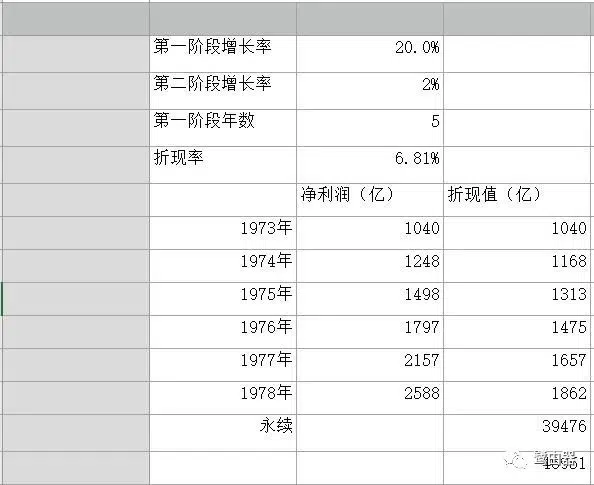 第一阶段增长率 20.0%
第二阶段增长率 2%
第一阶段年数 5
折现率 6.81%
净利润（亿） 折现值（亿）
1973年 1040 1040
1974年 1248 1168
1975年 1498 1313
1976年 1797 1475
1977年 2157 1657
1978年 2588 1862
永续 39476